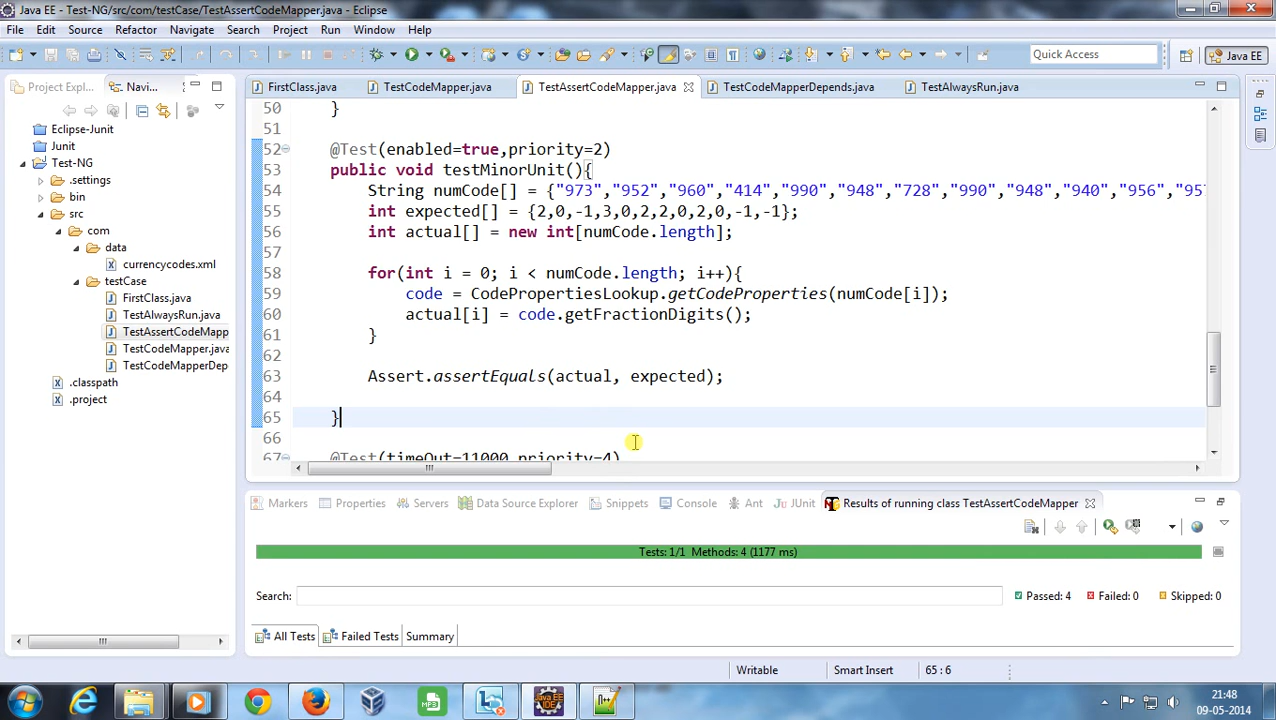 Java EE - Test-NG/src/com/testCase/TestAssertCodeMapper.java - Eclipse
File Edit Source Refactor Navigate Search Project Run Window Help
Quick Access
Java EE
Project Expl...
Navi...
FirstClass.java
TestCodeMapper.java
TestAssertCodeMapper.java
TestCodeMapperDepends.java
TestAlwaysRun.java
Eclipse-Junit
Junit
Test-NG
.settings
bin
src
com
data
currencycodes.xml
testCase
FirstClass.java
TestAlwaysRun.java
TestAssertCodeMapp
TestCodeMapper.java
TestCodeMapperDep
.classpath
.project
50 }
51
52 @Test(enabled=true,priority=2)
53 public void testMinorUnit(){
54 String numCode[] = {"973","952","960","414","990","948","728","990","948","940","956","957
55 int expected[] = {2,0,-1,3,0,2,2,0,2,0,-1,-1};
56 int actual[] = new int[numCode.length];
57
58 for(int i = 0; i < numCode.length; i++){
59 code = CodePropertiesLookup.getCodeProperties(numCode[i]);
60 actual[i] = code.getFractionDigits();
61 }
62
63 Assert.assertEquals(actual, expected);
64
65 }
66
67 @Test(timeOut=11000,priority=4)
Markers Properties Servers Data Source Explorer Snippets Console Ant JUnit Results of running class TestAssertCodeMapper
Tests: 1/1 Methods: 4 (1177 ms)
Search:
Passed: 4 Failed: 0 Skipped: 0
All Tests Failed Tests Summary
Writable Smart Insert 65 : 6
21:48
09-05-2014